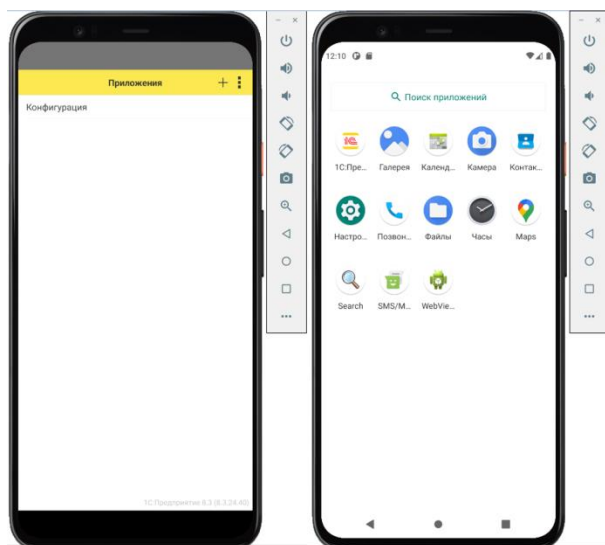 Приложения
Конфигурация
1С:Предприятие 8.3 (8.3.24.40)
12:10
Поиск приложений
1С:Пре...
Галерея
Календ...
Камера
Контак...
Настро...
Позвон...
Файлы
Часы
Maps
Search
SMS/M...
WebVie...